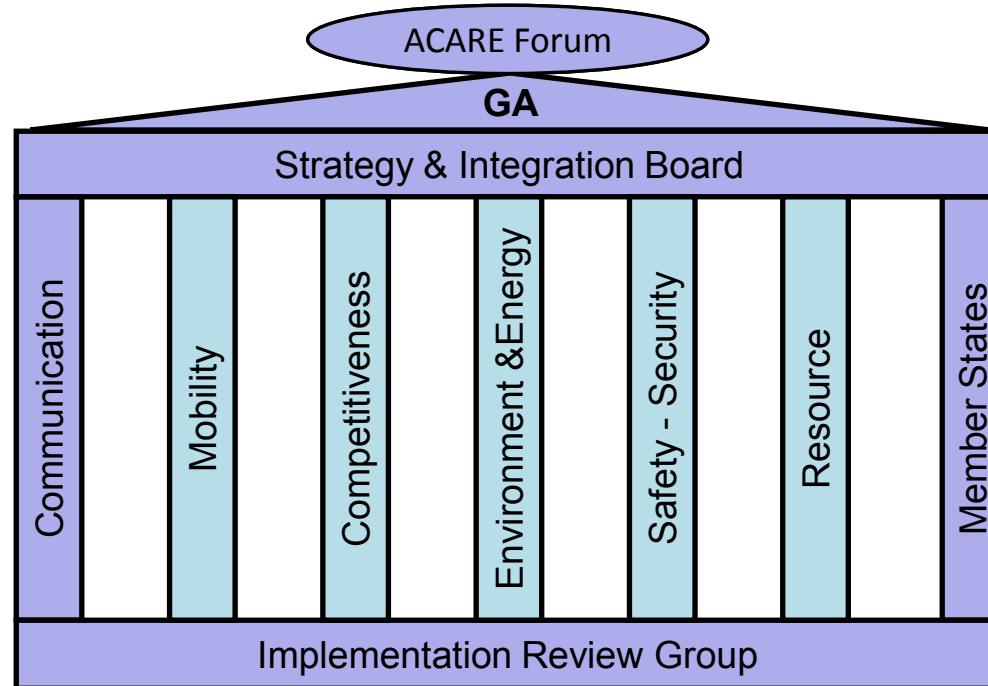 ACARE Forum
GA
Strategy & Integration Board
Communication
Mobility
Competitiveness
Environment &Energy
Safety - Security
Resource
Member States
Implementation Review Group